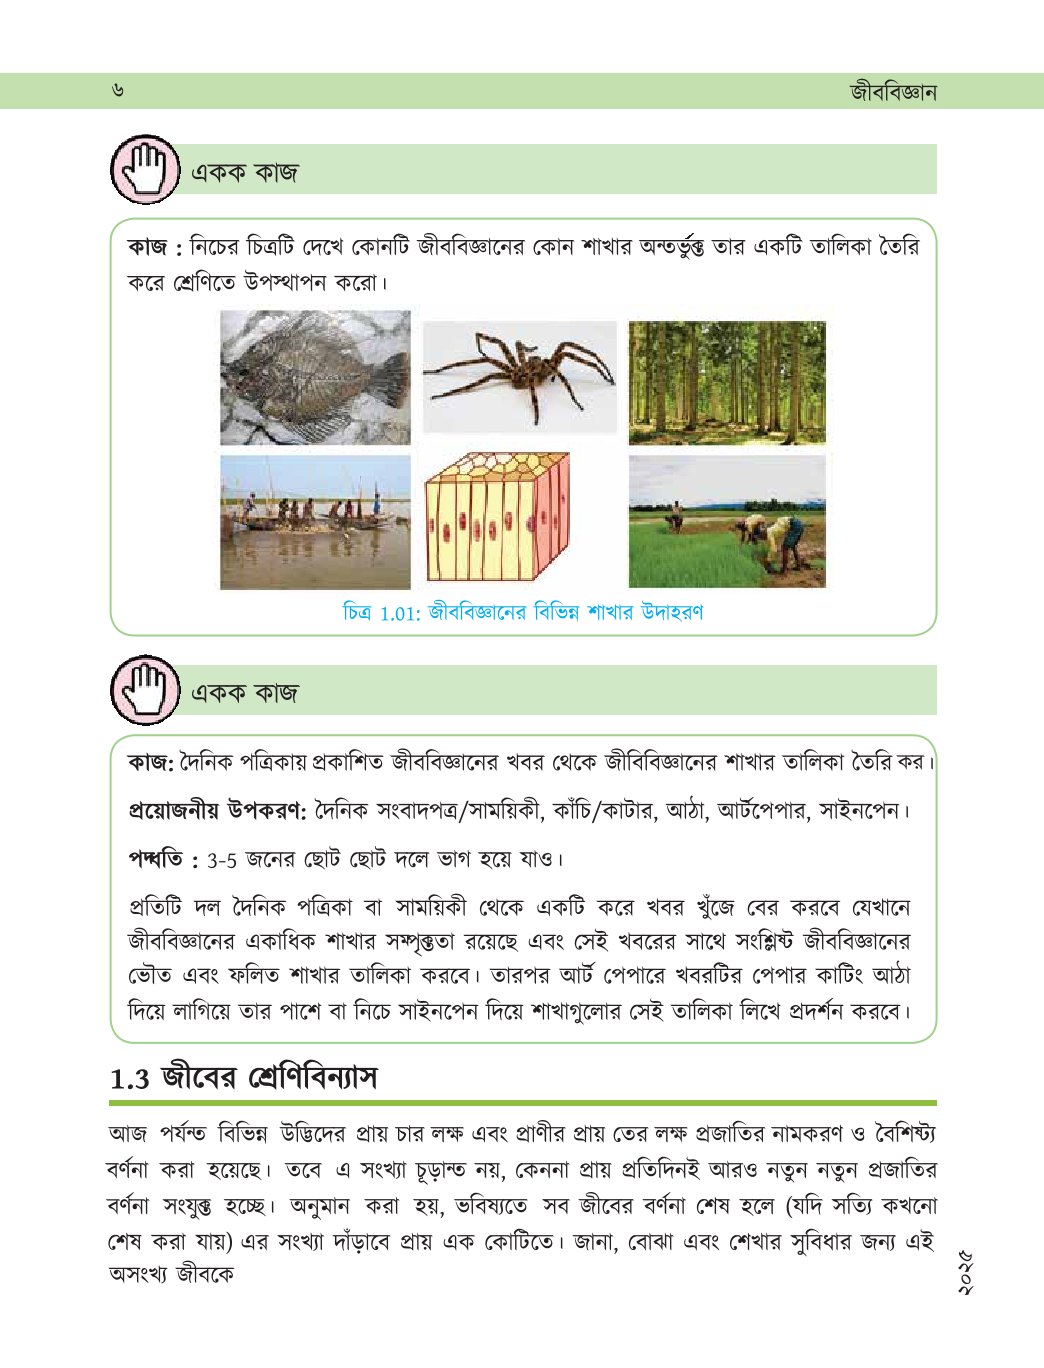 ৬
জীববিজ্ঞান
একক কাজ
কাজ : নিচের চিত্রটি দেখে কোনটি জীববিজ্ঞানের কোন শাখার অন্তর্ভুক্ত তার একটি তালিকা তৈরি
করে শ্রেণিতে উপস্থাপন করো।
চিত্র 1.01: জীববিজ্ঞানের বিভিন্ন শাখার উদাহরণ
একক কাজ
কাজ: দৈনিক পত্রিকায় প্রকাশিত জীববিজ্ঞানের খবর থেকে জীবিবিজ্ঞানের শাখার তালিকা তৈরি কর।
প্রয়োজনীয় উপকরণ: দৈনিক সংবাদপত্র/সাময়িকী, কাঁচি/কাটার, আঠা, আর্টপেপার, সাইনপেন।
পদ্ধতি : 3-5 জনের ছোট ছোট দলে ভাগ হয়ে যাও।
প্রতিটি দল দৈনিক পত্রিকা বা সাময়িকী থেকে একটি করে খবর খুঁজে বের করবে যেখানে
জীববিজ্ঞানের একাধিক শাখার সম্পৃক্ততা রয়েছে এবং সেই খবরের সাথে সংশ্লিষ্ট জীববিজ্ঞানের
ভৌত এবং ফলিত শাখার তালিকা করবে। তারপর আর্ট পেপারে খবরটির পেপার কাটিং আঠা
দিয়ে লাগিয়ে তার পাশে বা নিচে সাইনপেন দিয়ে শাখাগুলোর সেই তালিকা লিখে প্রদর্শন করবে।
1.3 জীবের শ্রেণিবিন্যাস
আজ পর্যন্ত বিভিন্ন উদ্ভিদের প্রায় চার লক্ষ এবং প্রাণীর প্রায় তের লক্ষ প্রজাতির নামকরণ ও বৈশিষ্ট্য
বর্ণনা করা হয়েছে। তবে এ সংখ্যা চূড়ান্ত নয়, কেননা প্রায় প্রতিদিনই আরও নতুন নতুন প্রজাতির
বর্ণনা সংযুক্ত হচ্ছে। অনুমান করা হয়, ভবিষ্যতে সব জীবের বর্ণনা শেষ হলে (যদি সত্যি কখনো
শেষ করা যায়) এর সংখ্যা দাঁড়াবে প্রায় এক কোটিতে। জানা, বোঝা এবং শেখার সুবিধার জন্য এই
অসংখ্য জীবকে
২০২৫